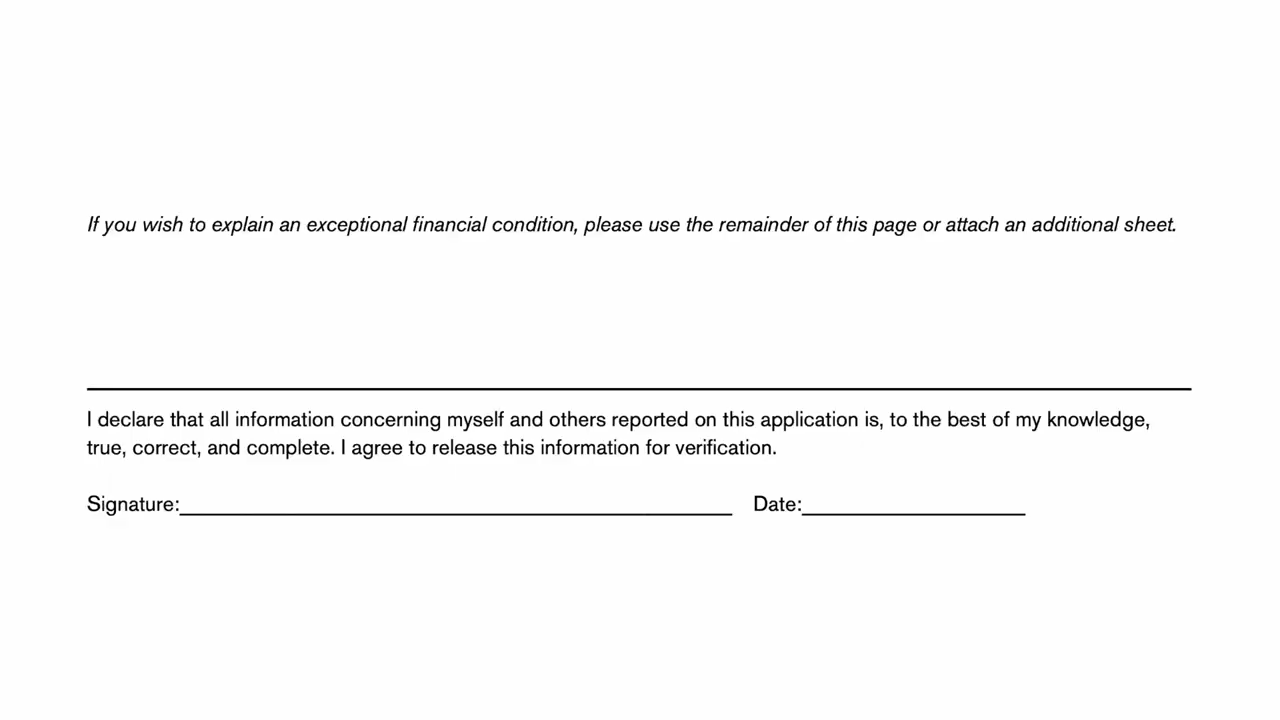 If you wish to explain an exceptional financial condition, please use the remainder of this page or attach an additional sheet.
I declare that all information concerning myself and others reported on this application is, to the best of my knowledge,
true, correct, and complete. I agree to release this information for verification.
Signature: Date: